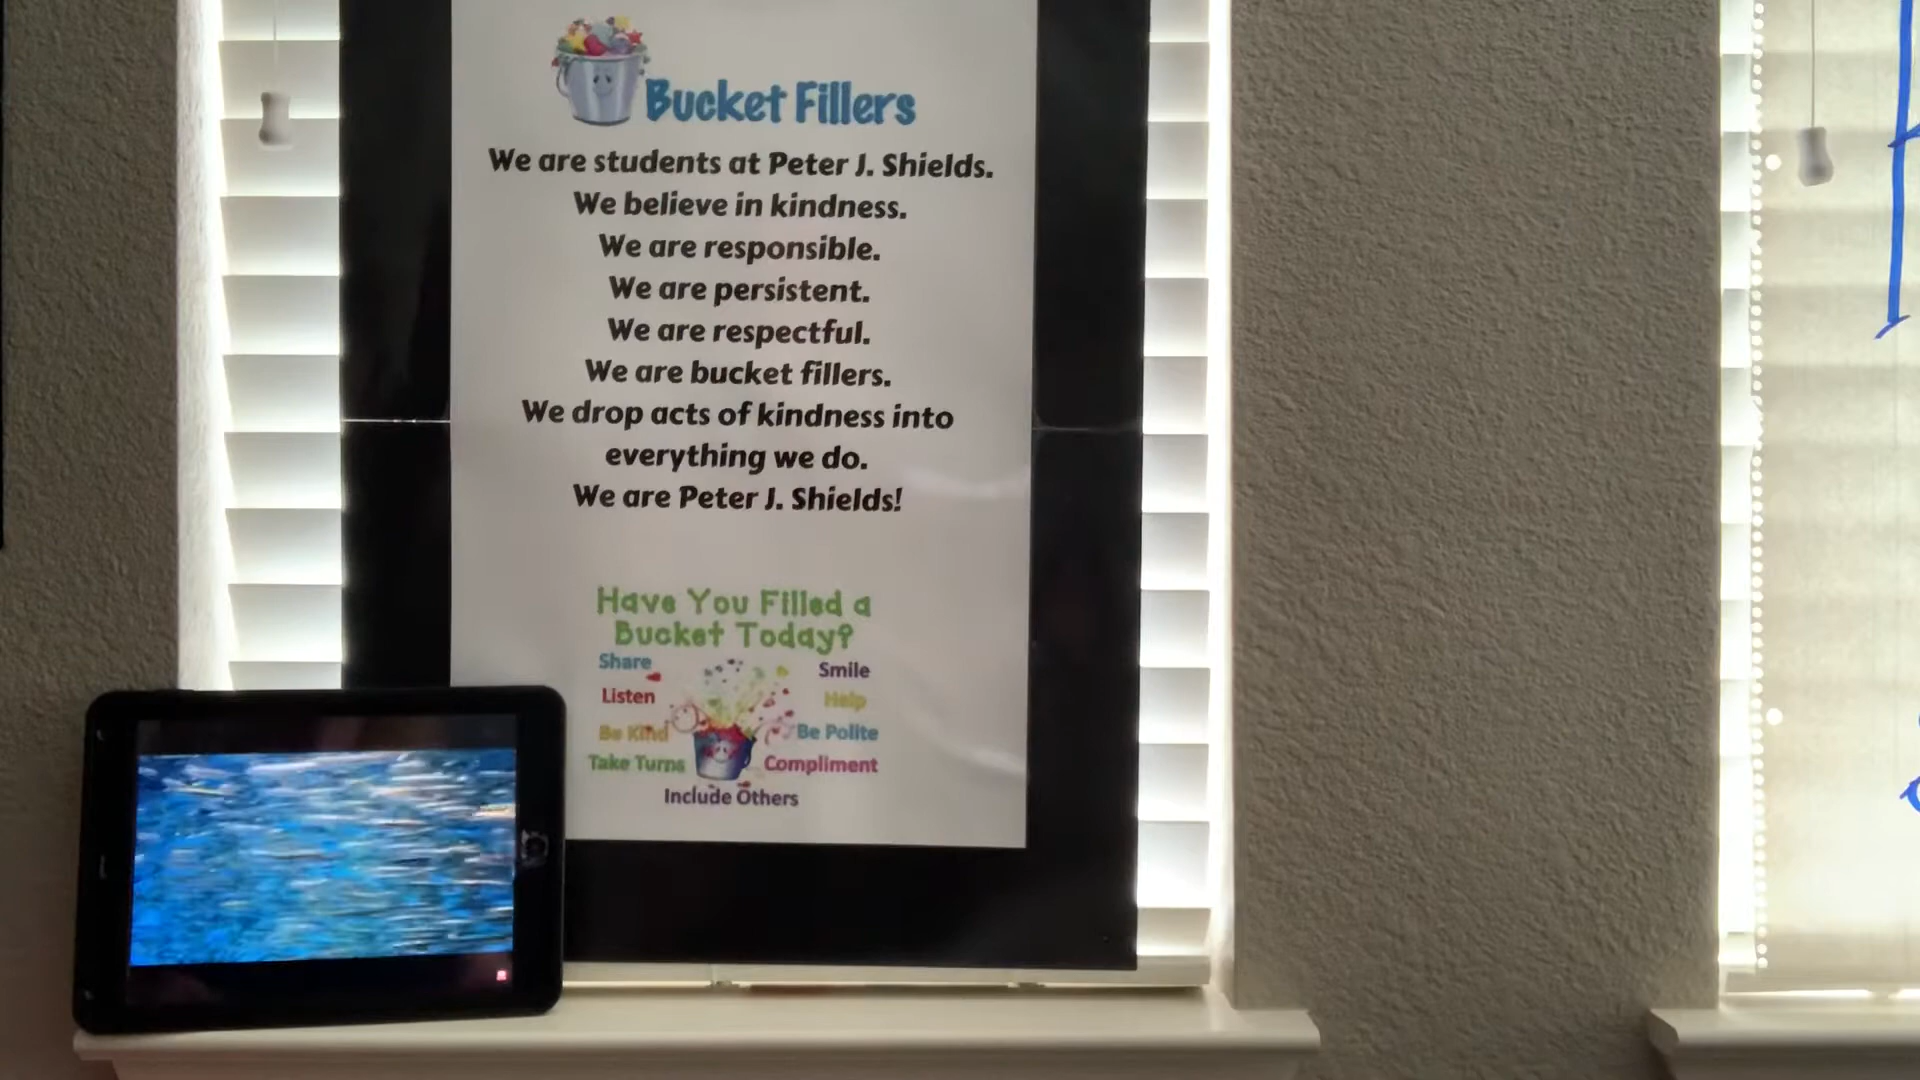 Bucket Fillers
We are students at Peter J. Shields.
We believe in kindness.
We are responsible.
We are persistent.
We are respectful.
We are bucket fillers.
We drop acts of kindness into
everything we do.
We are Peter J. Shields!
Have You Filled a
Bucket Today?
Share
Smile
Listen
Help
Be Kind
Be Polite
Take Turns
Compliment
Include Others